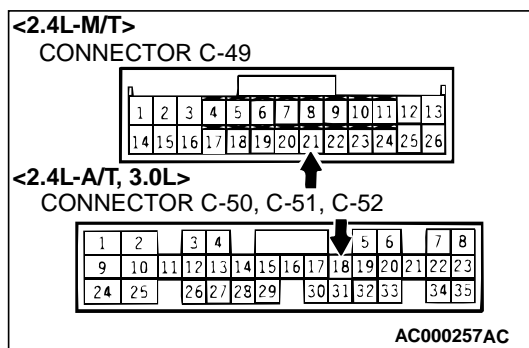 <2.4L-M/T>
CONNECTOR C-49
1 2 3 4 5 6 7 8 9 10 11 12 13
14 15 16 17 18 19 20 21 22 23 24 25 26
<2.4L-A/T, 3.0L>
CONNECTOR C-50, C-51, C-52
1 2 3 4 5 6 7 8
9 10 11 12 13 14 15 16 17 18 19 20 21 22 23
24 25 26 27 28 29 30 31 32 33 34 35
AC000257AC